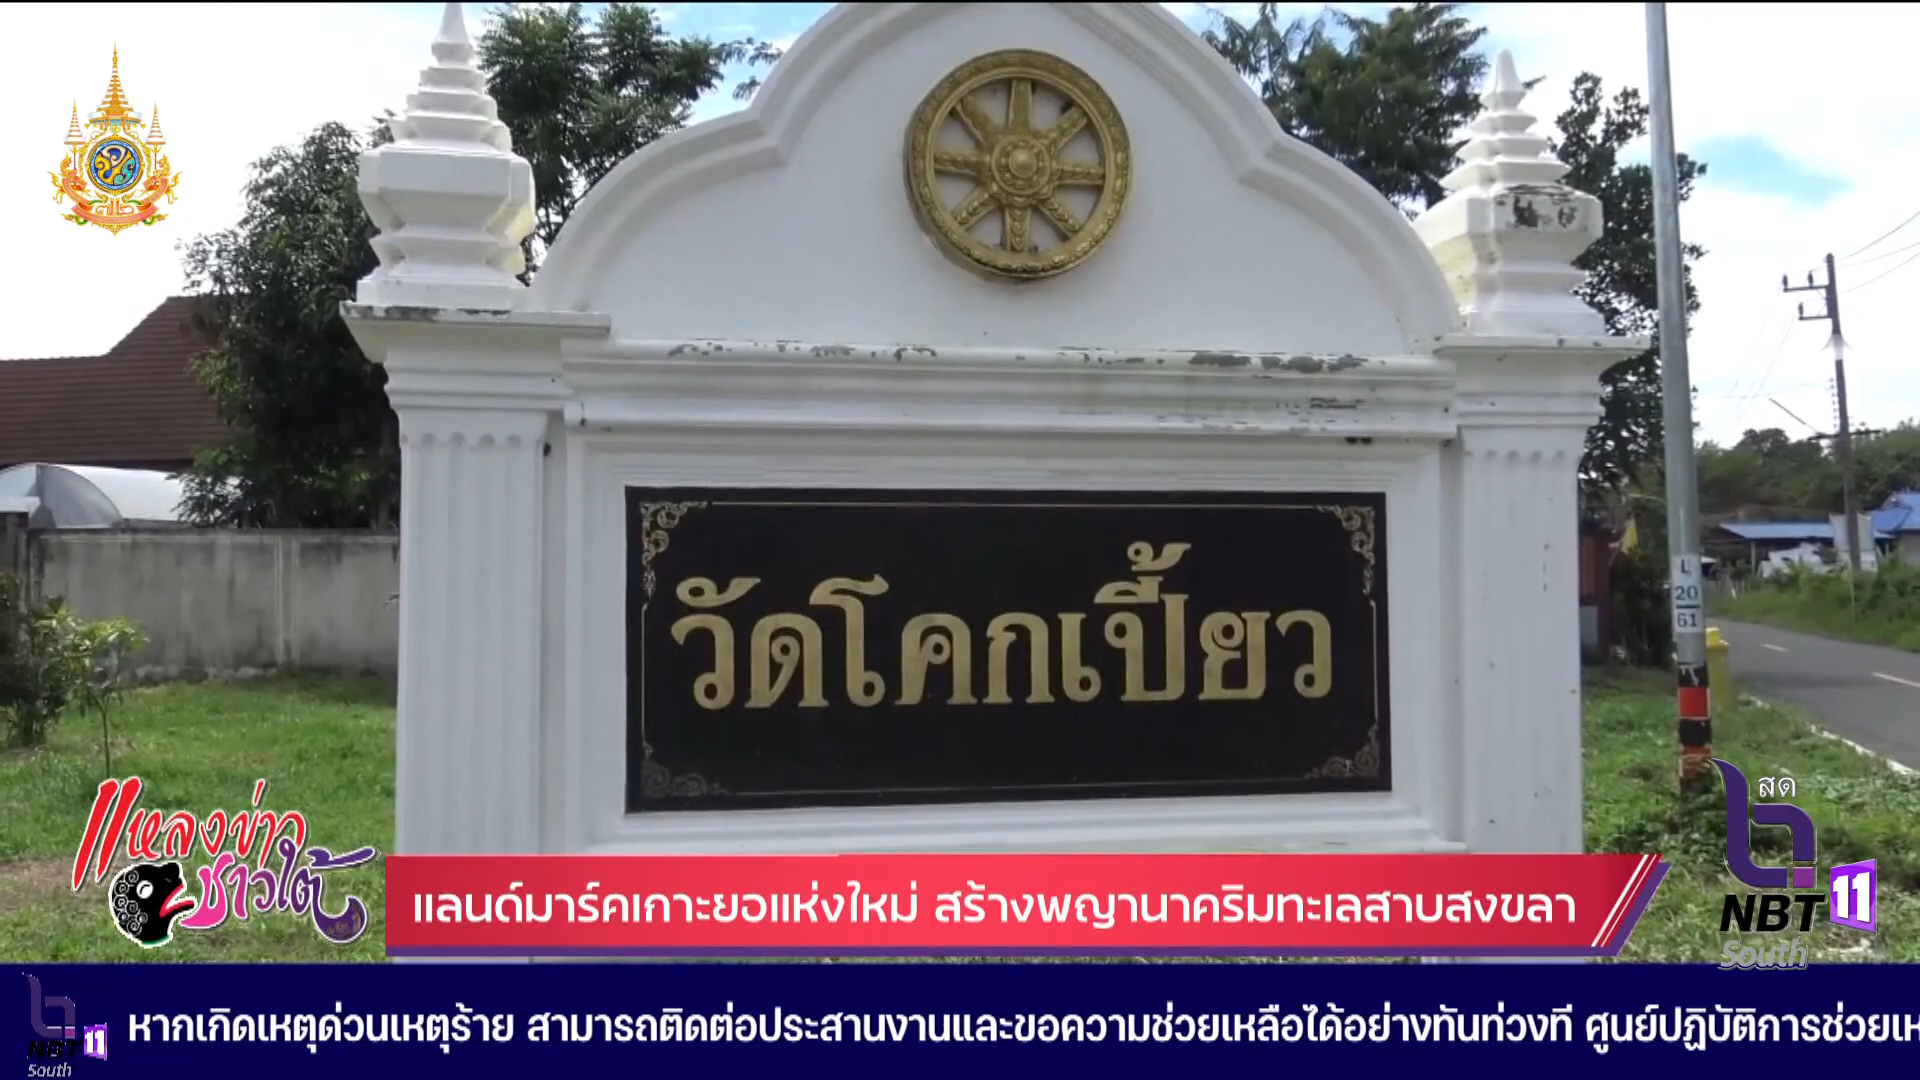 วัดโคกเปี้ยว
L
20
61
สด
แหลงข่าว
ชาวใต้
แลนด์มาร์คเกาะยอแห่งใหม่ สร้างพญานาคริมทะเลสาบสงขลา
NBT 11
South
หากเกิดเหตุด่วนเหตุร้าย สามารถติดต่อประสานงานและขอความช่วยเหลือได้อย่างทันท่วงที ศูนย์ปฏิบัติการช่วยเห
NBT 11
South